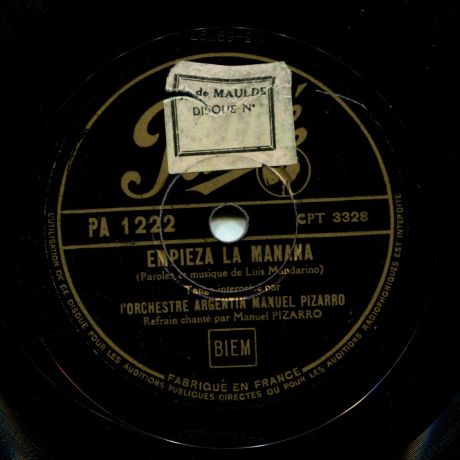 de MAULDE
DISQUE N°
PA 1222
CPT 3328
EMPIEZA LA MANANA
(Paroles et musique de Luis Mandarino)
Tango interprété par
l'ORCHESTRE ARGENTIN MANUEL PIZARRO
Refrain chanté par Manuel PIZARRO
BIEM
FABRIQUÉ EN FRANCE
L'UTILISATION DE CE DISQUE POUR LES AUDITIONS PUBLIQUES DIRECTES OU POUR LES AUDITIONS RADIOPHONIQUES EST INTERDITE